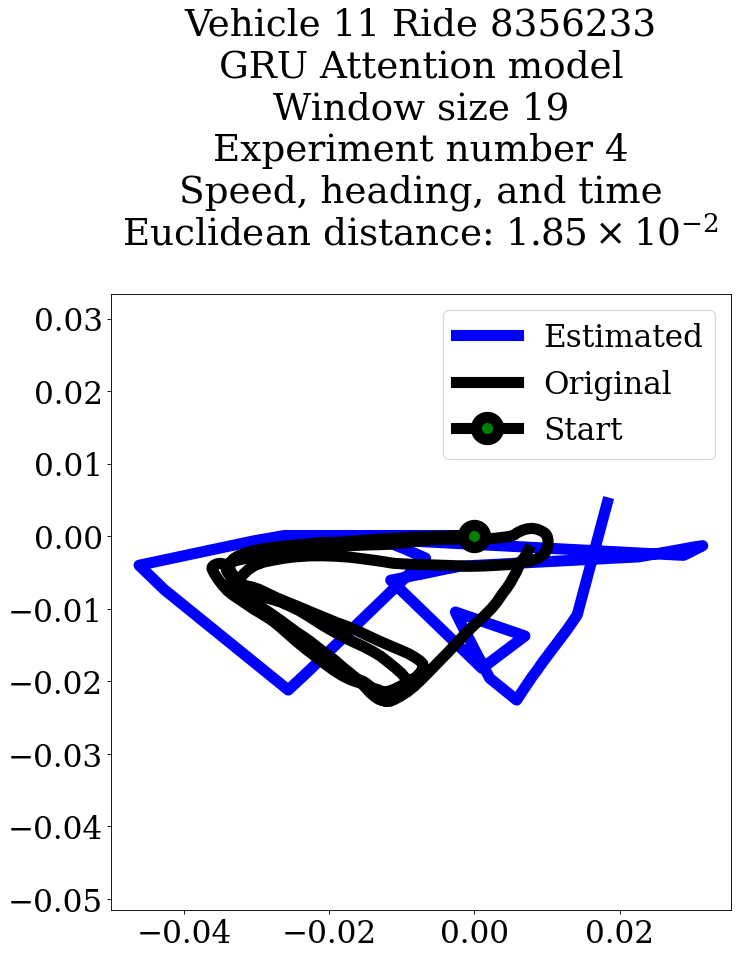 Vehicle 11 Ride 8356233
GRU Attention model
Window size 19
Experiment number 4
Speed, heading, and time
Euclidean distance: 1.85 × 10⁻²
Estimated
Original
Start
0.03
0.02
0.01
0.00
−0.01
−0.02
−0.03
−0.04
−0.05
−0.04
−0.02
0.00
0.02